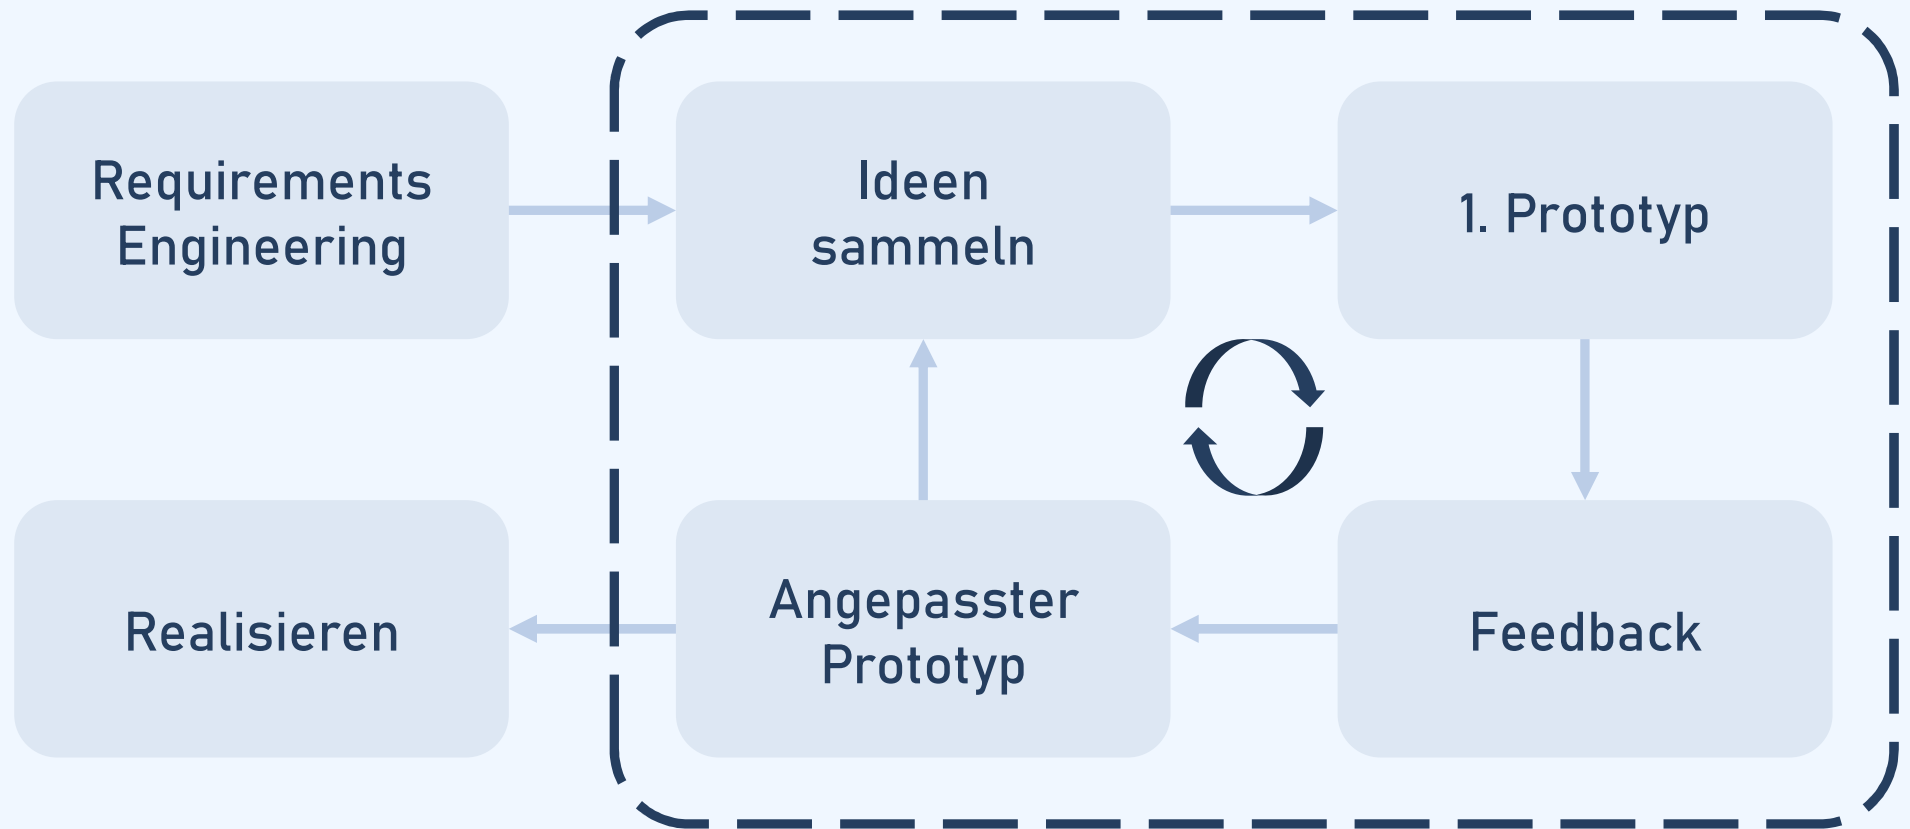 Requirements
Engineering
Ideen
sammeln
1. Prototyp
Realisieren
Angepasster
Prototyp
Feedback